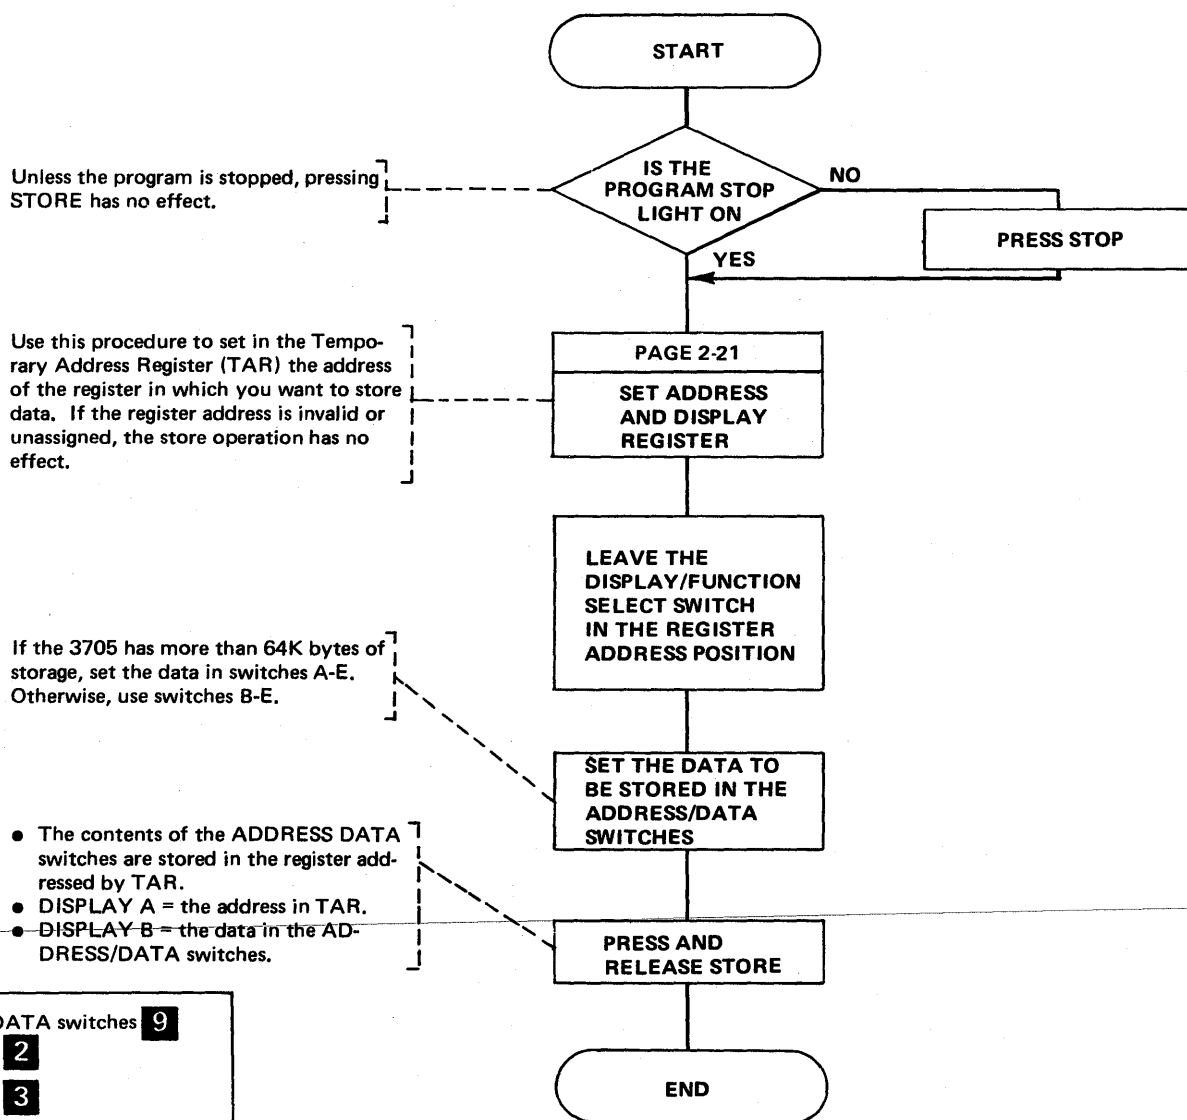 START
Unless the program is stopped, pressing
STORE has no effect.
IS THE
PROGRAM STOP
LIGHT ON
NO
PRESS STOP
YES
Use this procedure to set in the Tempo-
rary Address Register (TAR) the address
of the register in which you want to store
data. If the register address is invalid or
unassigned, the store operation has no
effect.
PAGE 2-21
SET ADDRESS
AND DISPLAY
REGISTER
LEAVE THE
DISPLAY/FUNCTION
SELECT SWITCH
IN THE REGISTER
ADDRESS POSITION
If the 3705 has more than 64K bytes of
storage, set the data in switches A-E.
Otherwise, use switches B-E.
SET THE DATA TO
BE STORED IN THE
ADDRESS/DATA
SWITCHES
● The contents of the ADDRESS DATA
switches are stored in the register ad-
dressed by TAR.
● DISPLAY A = the address in TAR.
● DISPLAY B = the data in the AD-
DRESS/DATA switches.
PRESS AND
RELEASE STORE
DATA switches 9
2
3
END